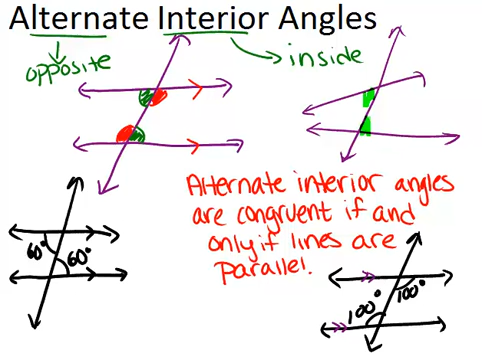 Alternate Interior Angles
opposite
inside
Alternate interior angles
are congruent if and
only if lines are
parallel.
60°
60°
100°
100°